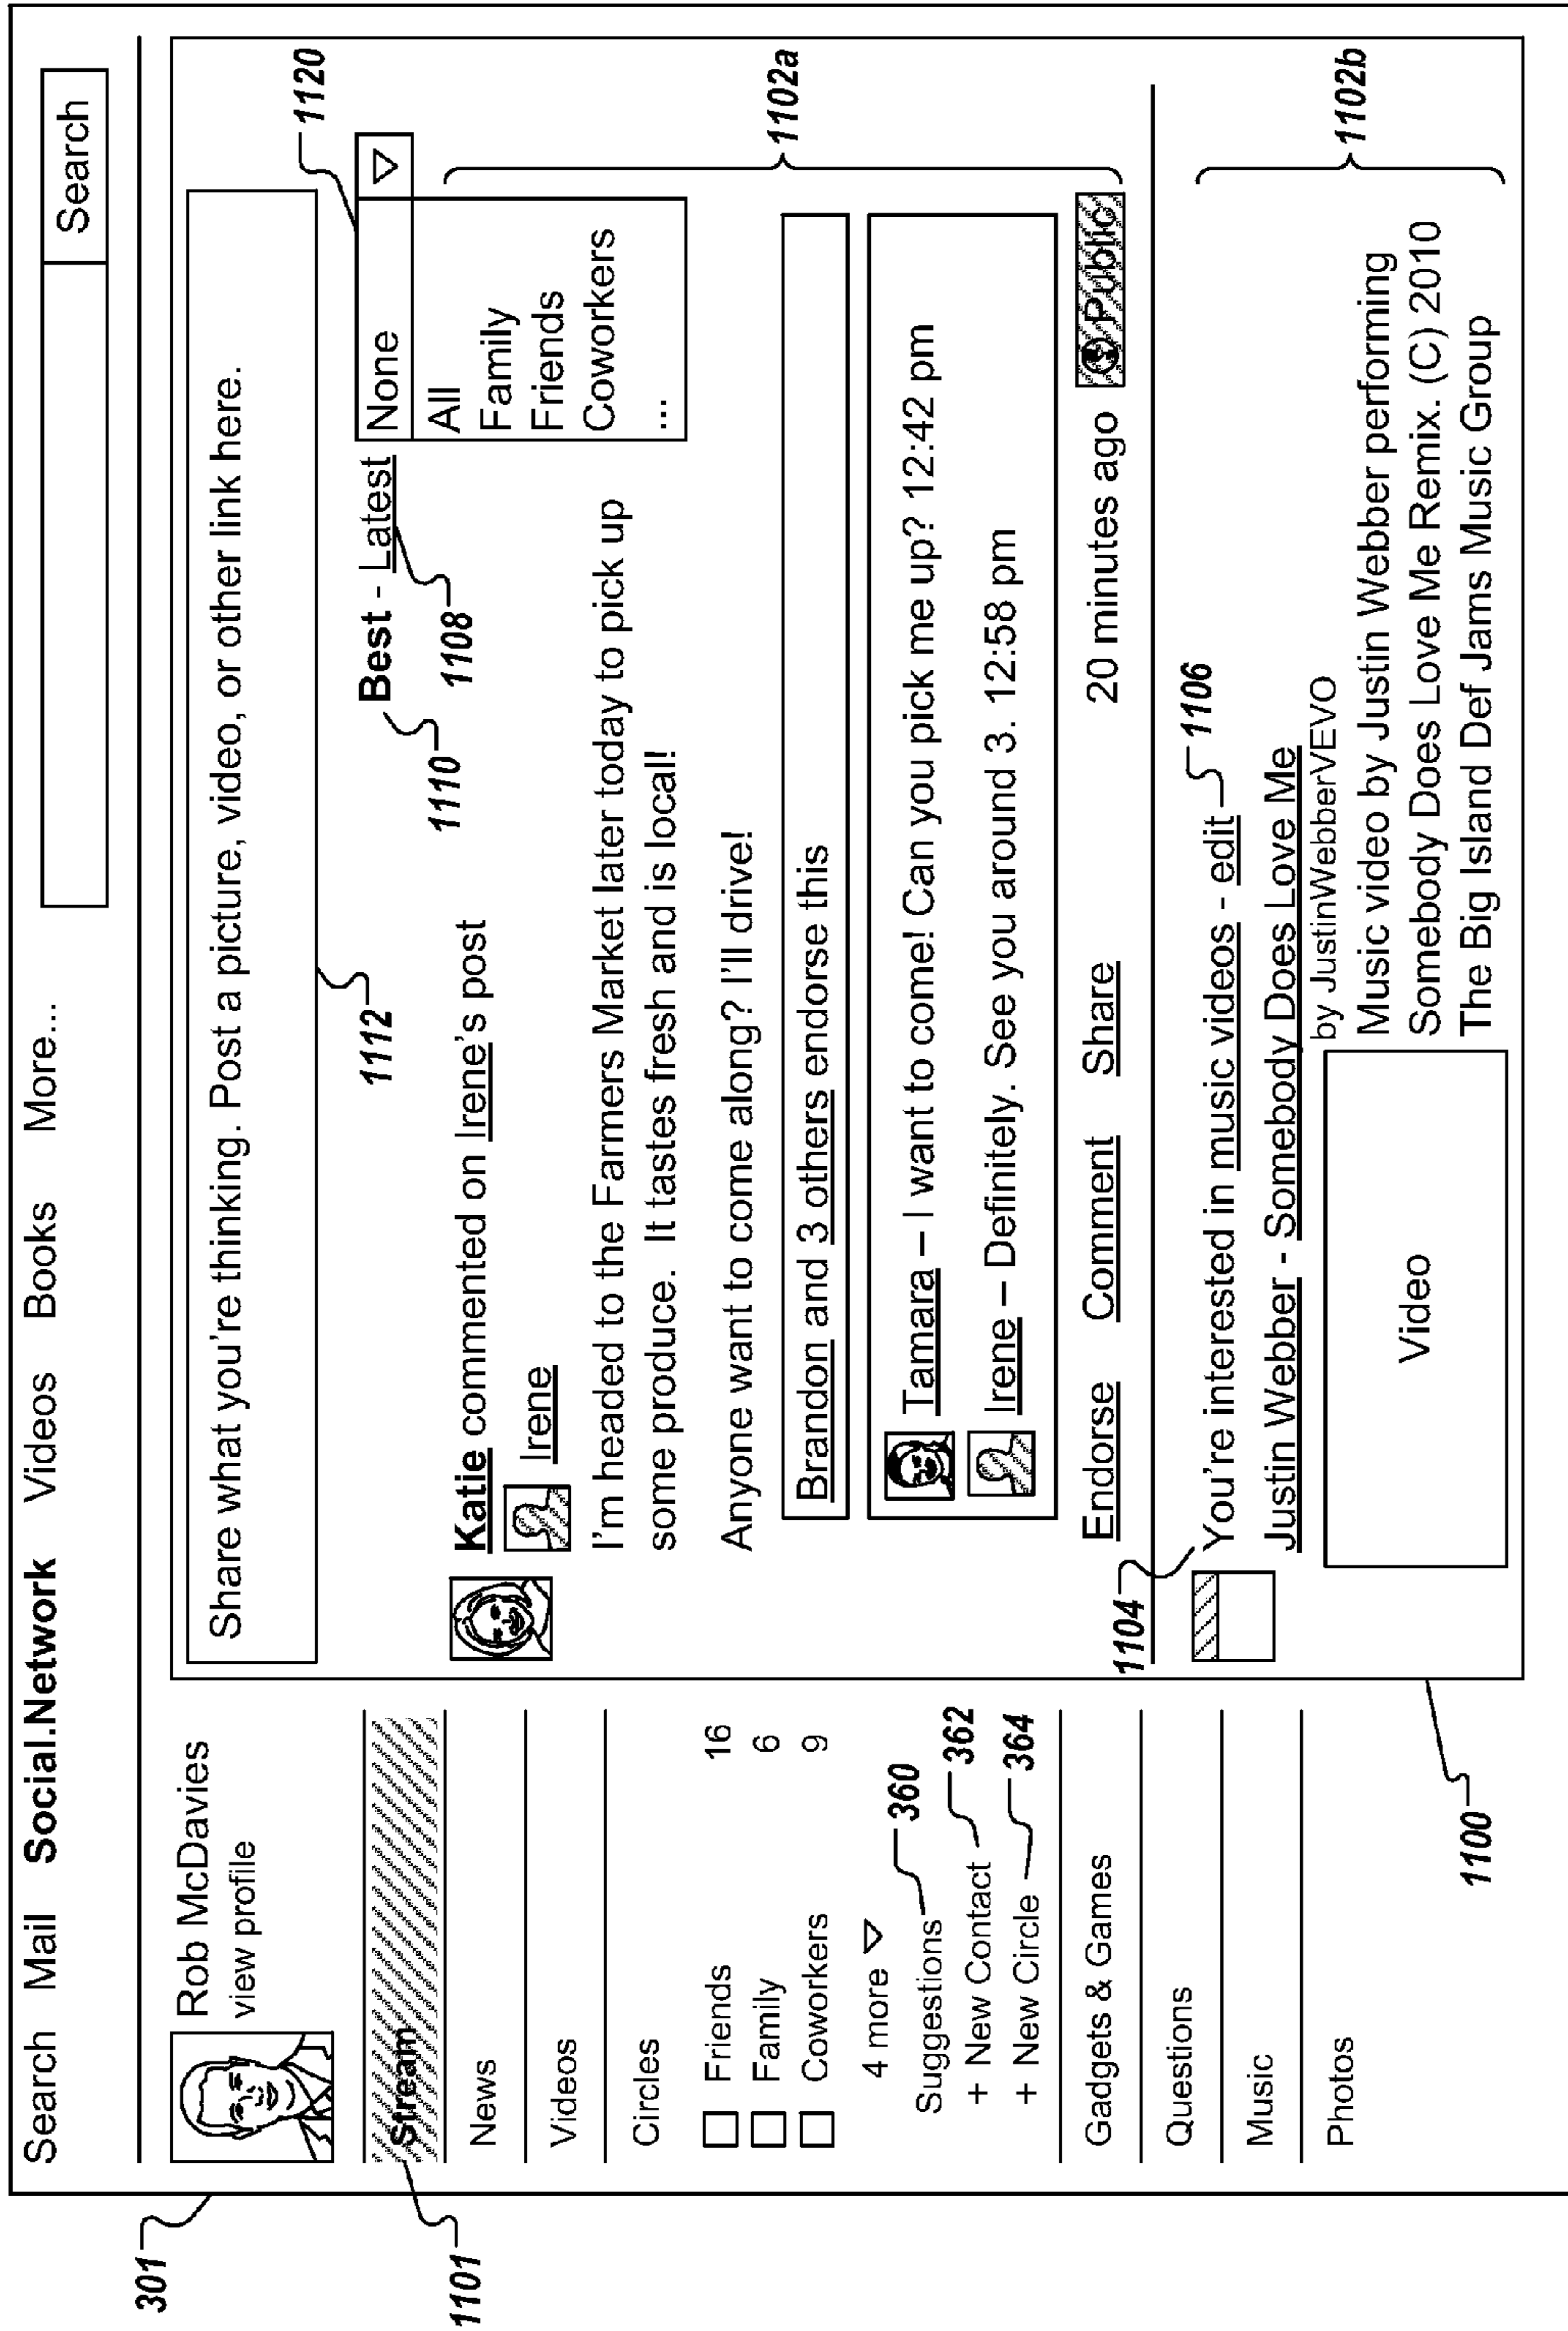 Search Mail Social.Network Videos Books More...
Search
301
Rob McDavies
view profile
1101
Stream
News
Videos
Circles
Friends 16
Family 6
Coworkers 9
4 more
Suggestions 360
+ New Contact 362
+ New Circle 364
Gadgets & Games
Questions
Music
Photos
1100
Share what you're thinking. Post a picture, video, or other link here.
1112
1120
Best - Latest
1110
1108
None
All
Family
Friends
Coworkers
...
1102a
Katie commented on Irene's post
Irene
I'm headed to the Farmers Market later today to pick up
some produce. It tastes fresh and is local!
Anyone want to come along? I'll drive!
Brandon and 3 others endorse this
Tamara – I want to come! Can you pick me up? 12:42 pm
Irene – Definitely. See you around 3. 12:58 pm
Endorse Comment Share 20 minutes ago Public
1104
You're interested in music videos - edit 1106
1102b
Justin Webber - Somebody Does Love Me
by JustinWebberVEVO
Music video by Justin Webber performing
Somebody Does Love Me Remix. (C) 2010
The Big Island Def Jams Music Group
Video